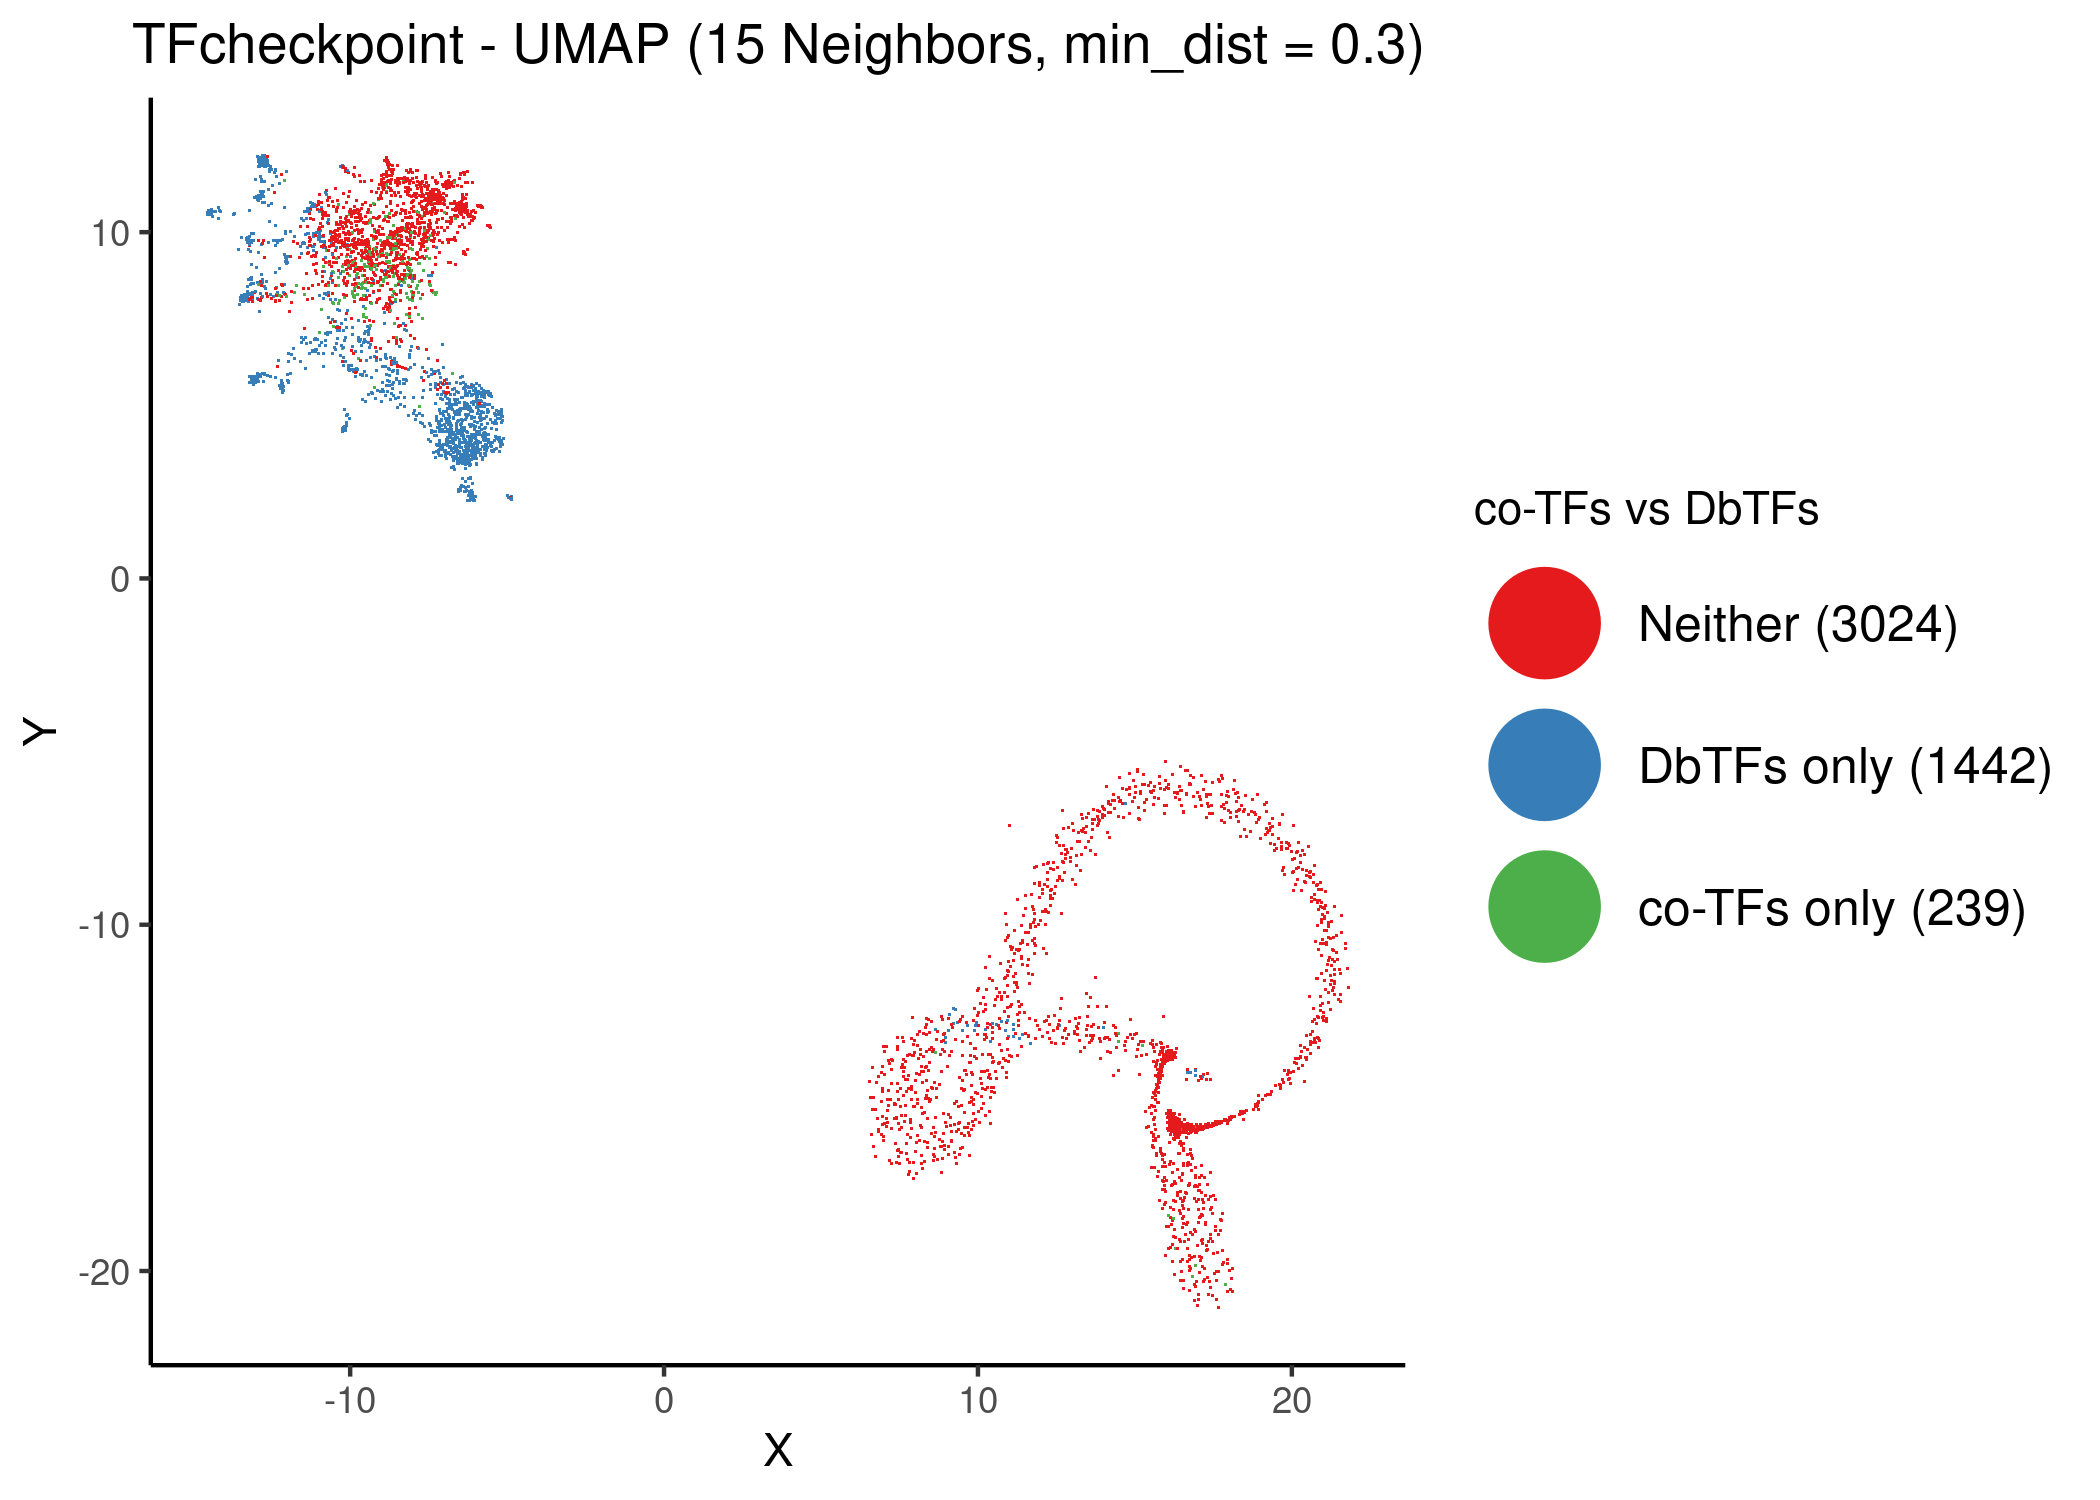 TFcheckpoint - UMAP (15 Neighbors, min_dist = 0.3)
10
0
-10
-20
Y
-10
0
10
20
X
co-TFs vs DbTFs
Neither (3024)
DbTFs only (1442)
co-TFs only (239)